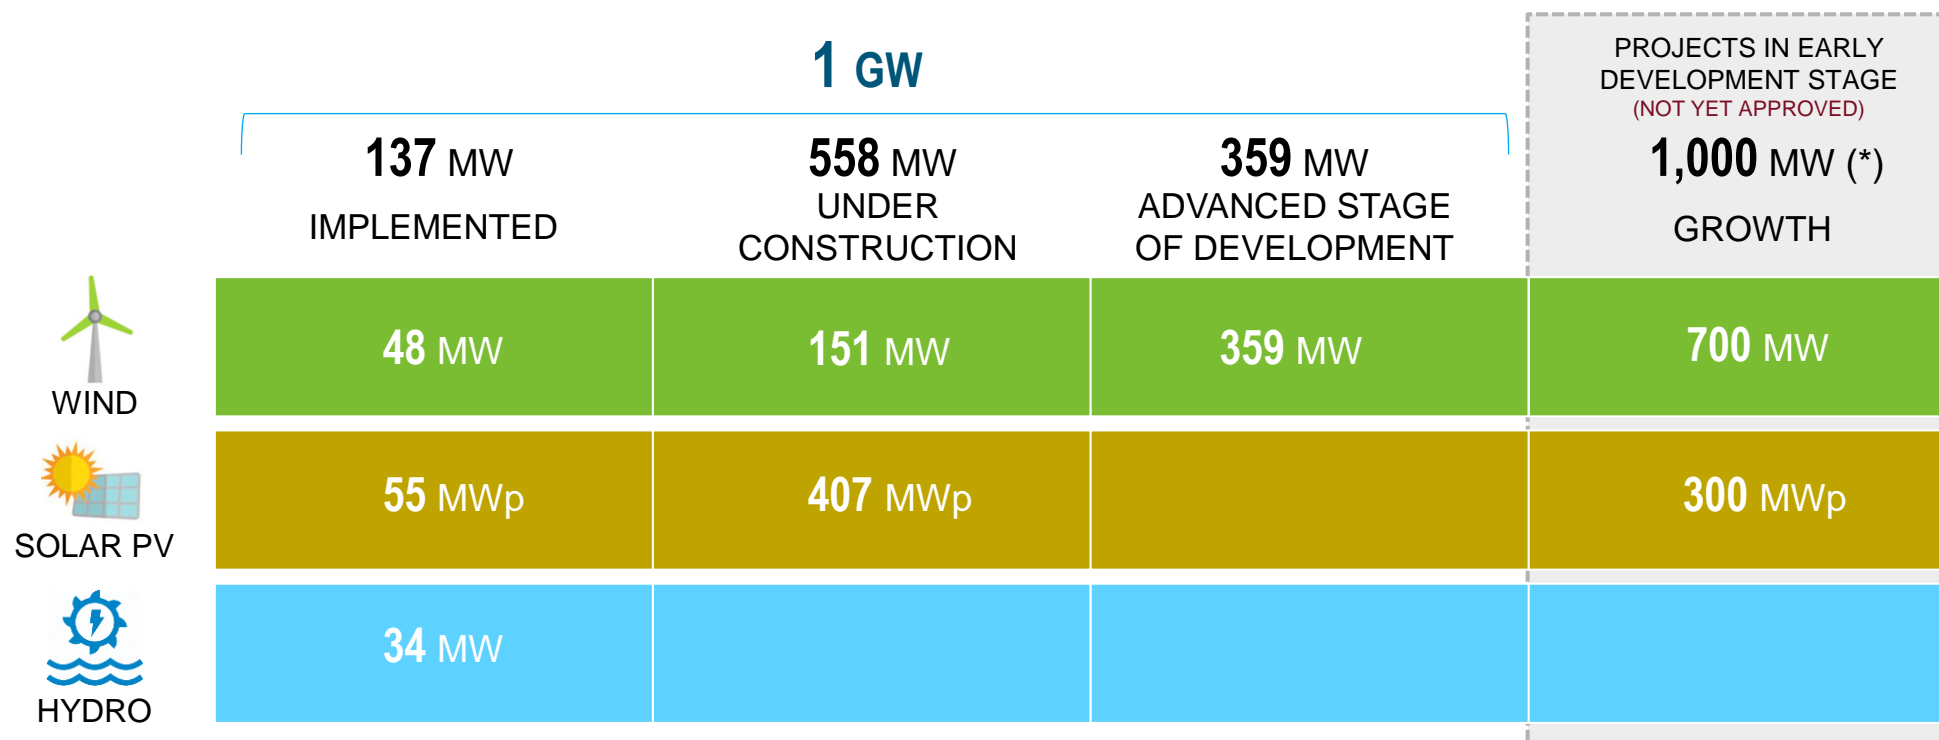 1 GW
PROJECTS IN EARLY
DEVELOPMENT STAGE
(NOT YET APPROVED)
137 MW
IMPLEMENTED
558 MW
UNDER
CONSTRUCTION
359 MW
ADVANCED STAGE
OF DEVELOPMENT
1,000 MW (*)
GROWTH
WIND
48 MW
151 MW
359 MW
700 MW
SOLAR PV
55 MWp
407 MWp
300 MWp
HYDRO
34 MW